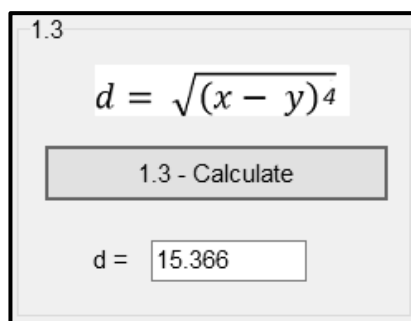 1.3
d = √(x − y)⁴
1.3 - Calculate
d = 15.366